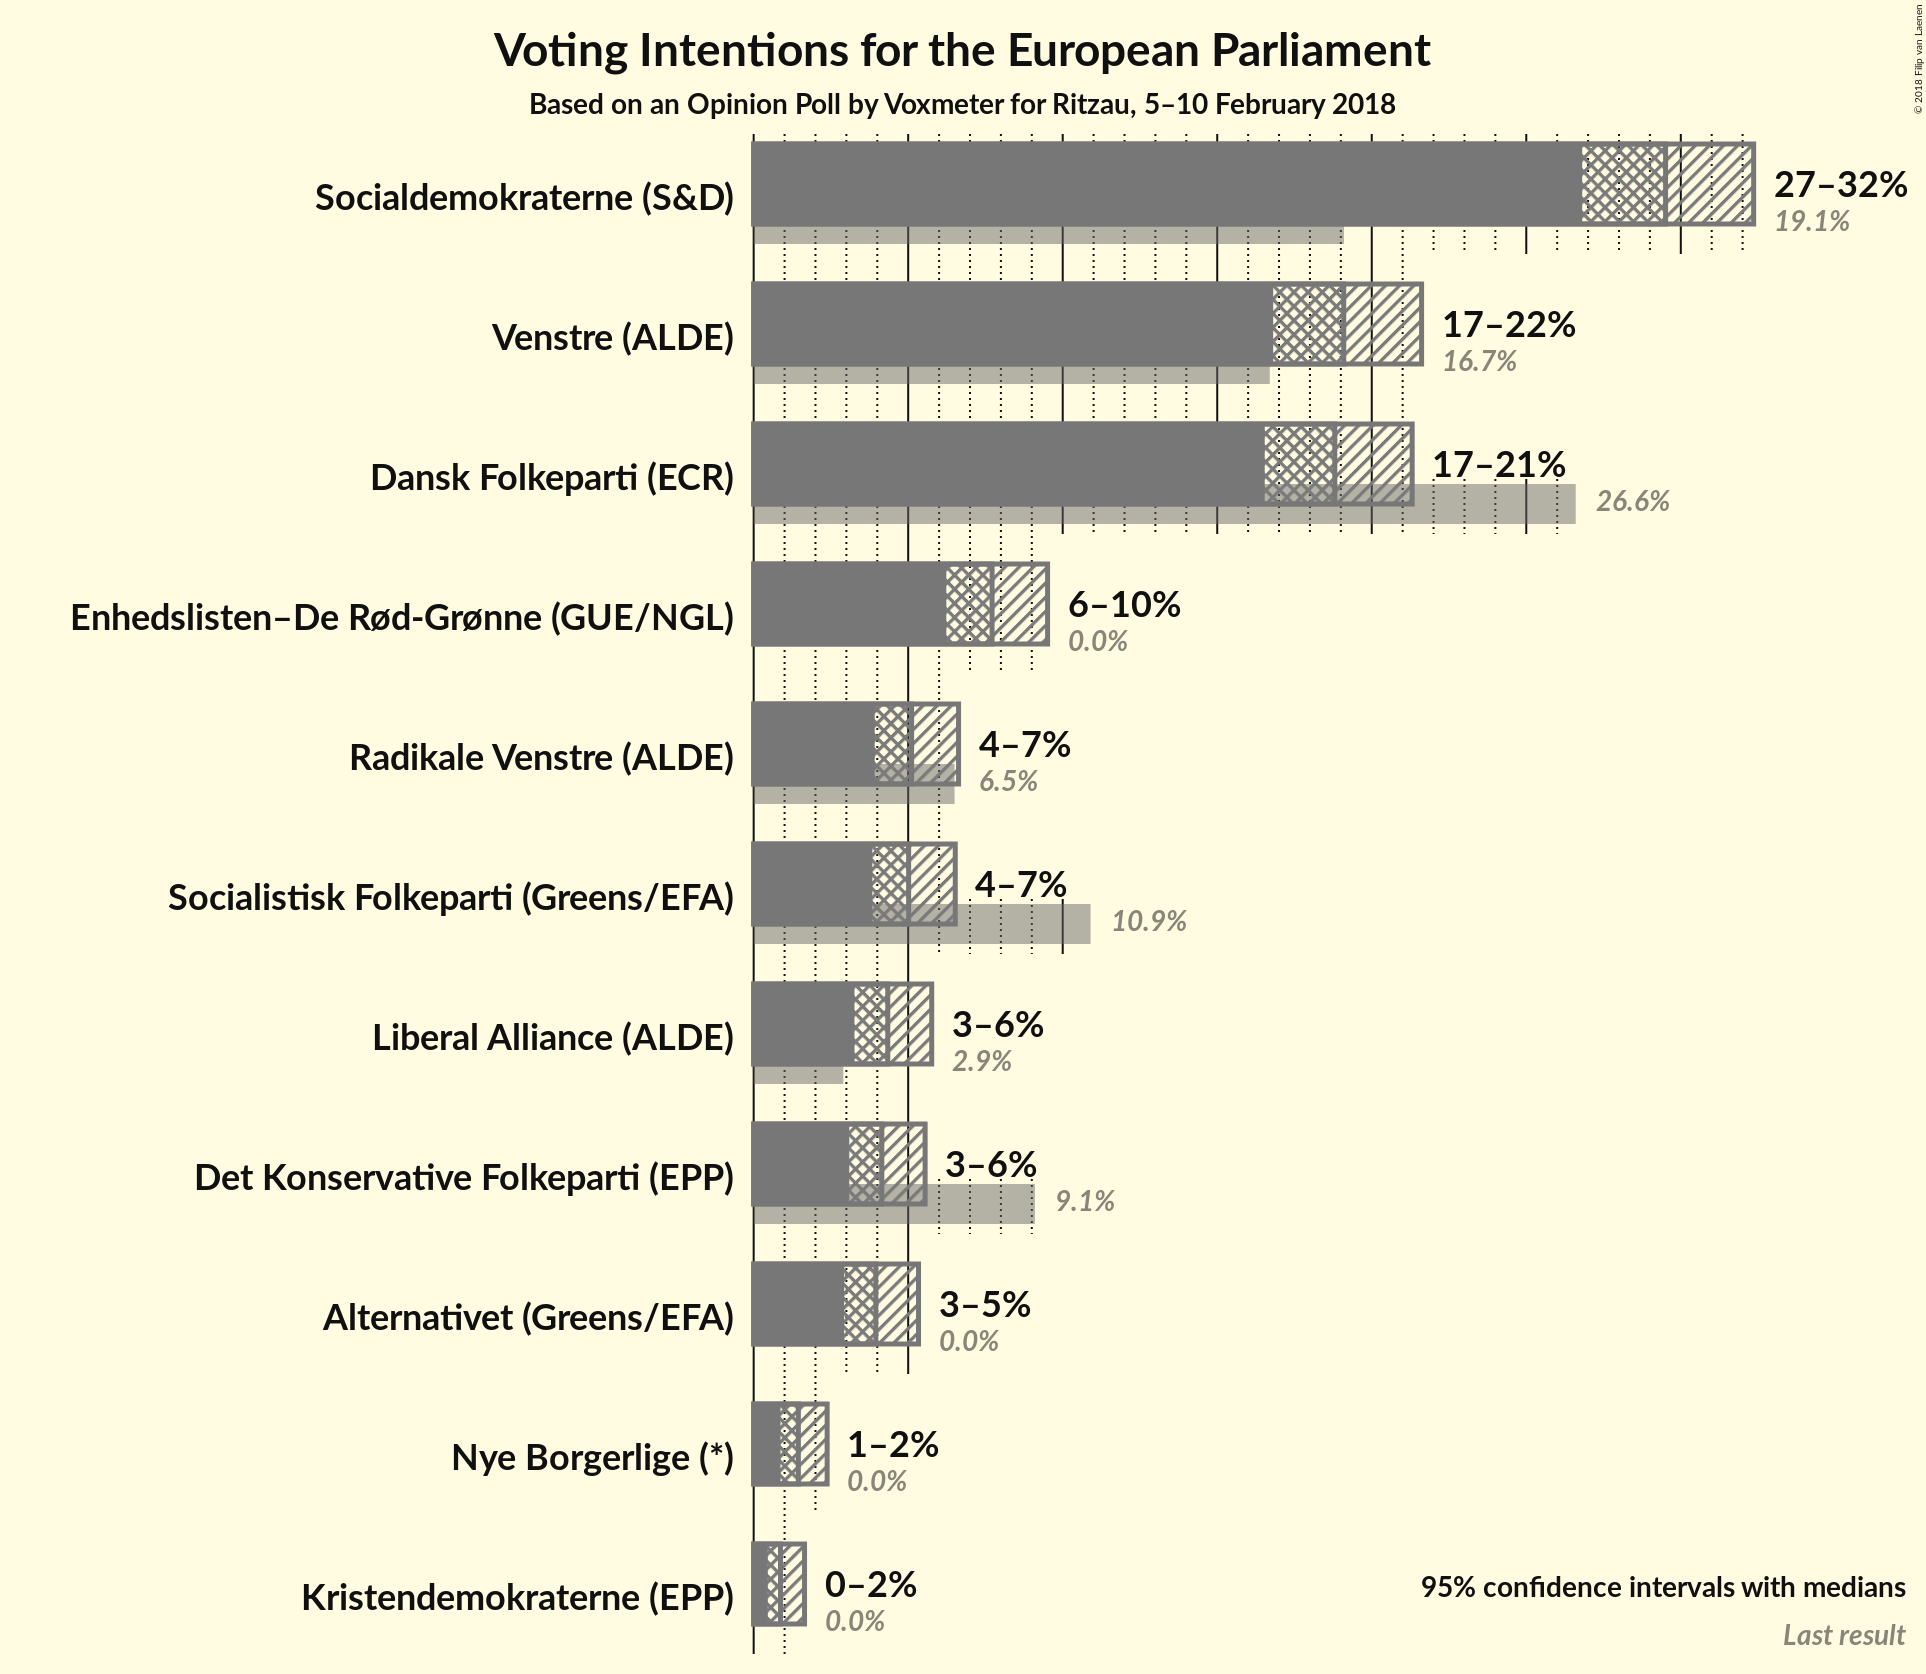 Voting Intentions for the European Parliament
Based on an Opinion Poll by Voxmeter for Ritzau, 5–10 February 2018
© 2018 Filip van Laenen
Socialdemokraterne (S&D)
27–32%
19.1%
Venstre (ALDE)
17–22%
16.7%
Dansk Folkeparti (ECR)
17–21%
26.6%
Enhedslisten–De Rød-Grønne (GUE/NGL)
6–10%
0.0%
Radikale Venstre (ALDE)
4–7%
6.5%
Socialistisk Folkeparti (Greens/EFA)
4–7%
10.9%
Liberal Alliance (ALDE)
3–6%
2.9%
Det Konservative Folkeparti (EPP)
3–6%
9.1%
Alternativet (Greens/EFA)
3–5%
0.0%
Nye Borgerlige (*)
1–2%
0.0%
Kristendemokraterne (EPP)
0–2%
0.0%
95% confidence intervals with medians
Last result